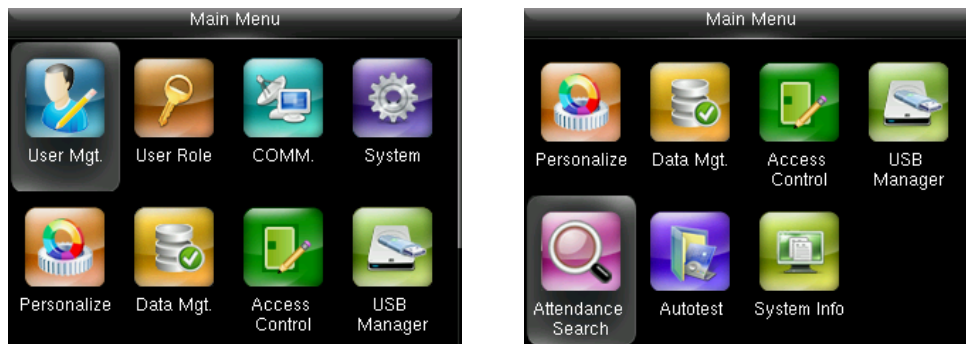 Main Menu
User Mgt.
User Role
COMM.
System
Personalize
Data Mgt.
Access
Control
USB
Manager
Main Menu
Personalize
Data Mgt.
Access
Control
USB
Manager
Attendance
Search
Autotest
System Info